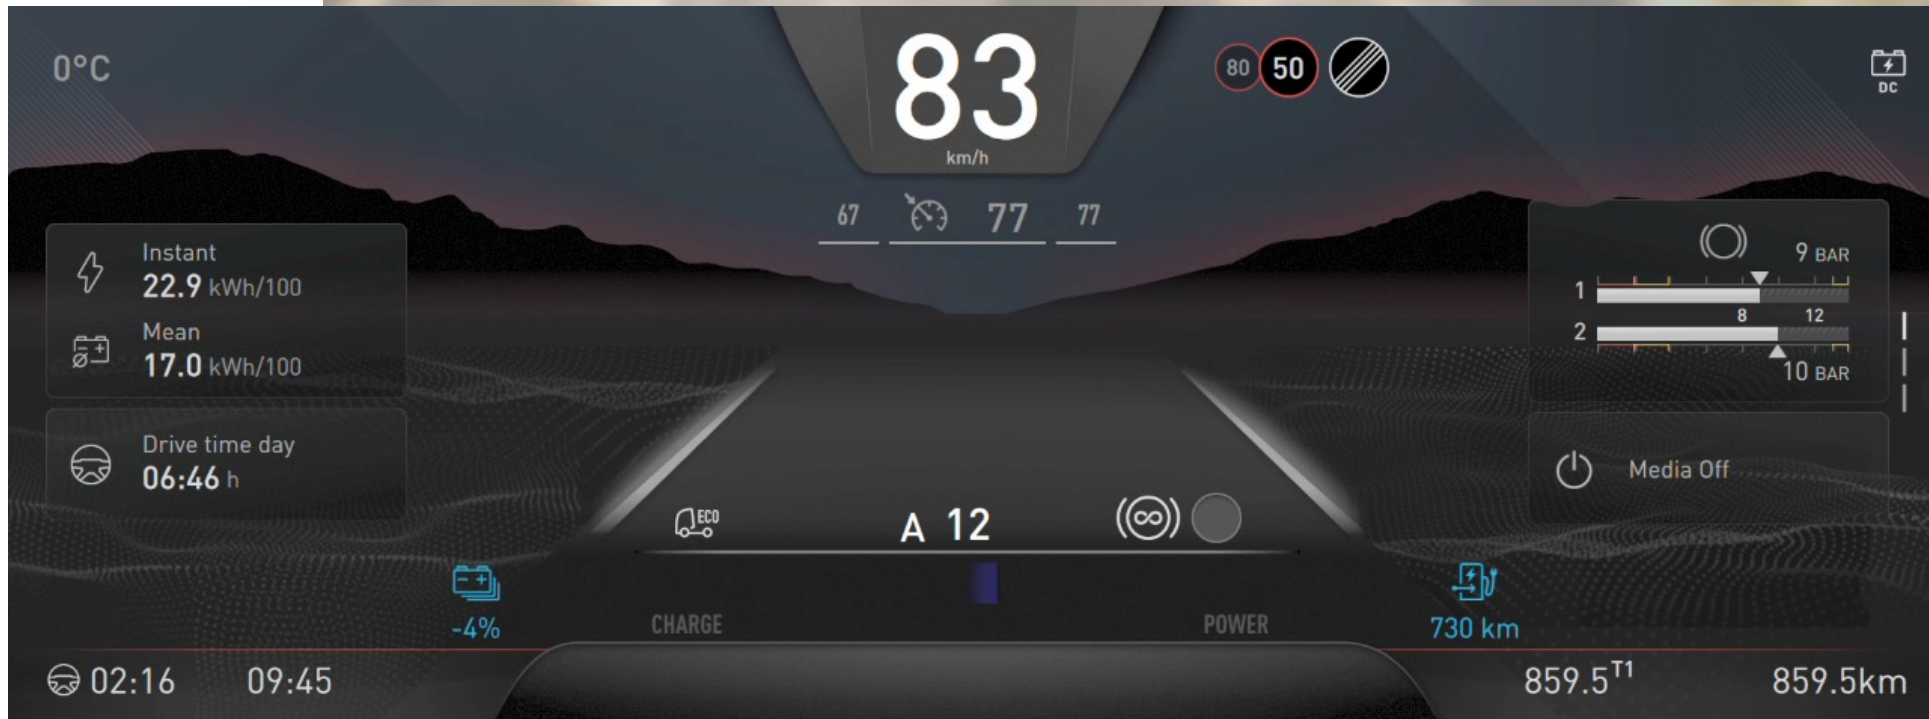 0°C
83
km/h
80
50
DC
67
77
77
Instant
22.9 kWh/100
Mean
17.0 kWh/100
Drive time day
06:46 h
9 BAR
1
8 12
2
10 BAR
Media Off
ECO
A 12
-4%
CHARGE
POWER
730 km
02:16
09:45
859.5 T1
859.5km